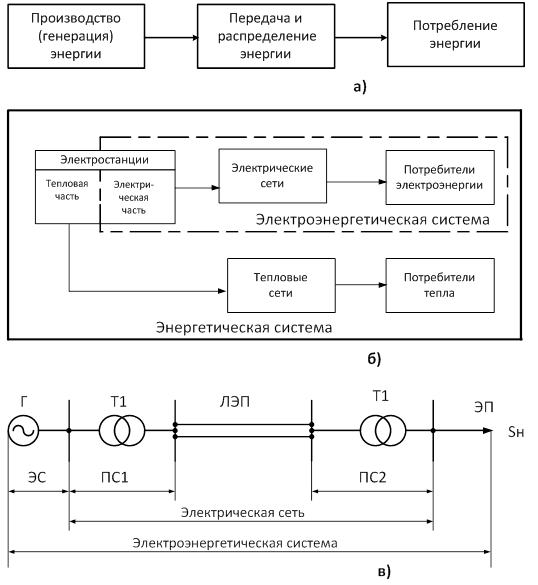 Производство
(генерация)
энергии
Передача и
распределение
энергии
Потребление
энергии
а)
Электростанции
Тепловая
часть
Электри-
ческая
часть
Электрические
сети
Потребители
электроэнергии
Электроэнергетическая система
Тепловые
сети
Потребители
тепла
Энергетическая система
б)
Г
Т1
ЛЭП
Т1
ЭП
Sн
ЭС
ПС1
ПС2
Электрическая сеть
Электроэнергетическая система
в)